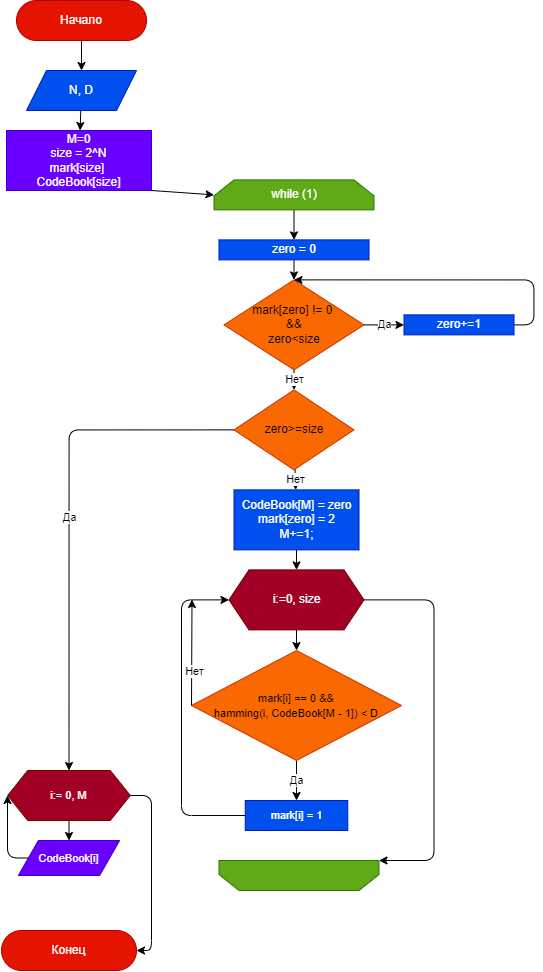 Начало
N, D
M=0
size = 2^N
mark[size]
CodeBook[size]
while (1)
zero = 0
mark[zero] != 0
&&
zero<size
Да
zero+=1
Нет
zero>=size
Нет
Да
CodeBook[M] = zero
mark[zero] = 2
M+=1;
i:=0, size
mark[i] == 0 &&
hamming(i, CodeBook[M - 1]) < D
Нет
Да
mark[i] = 1
i:= 0, M
CodeBook[i]
Конец